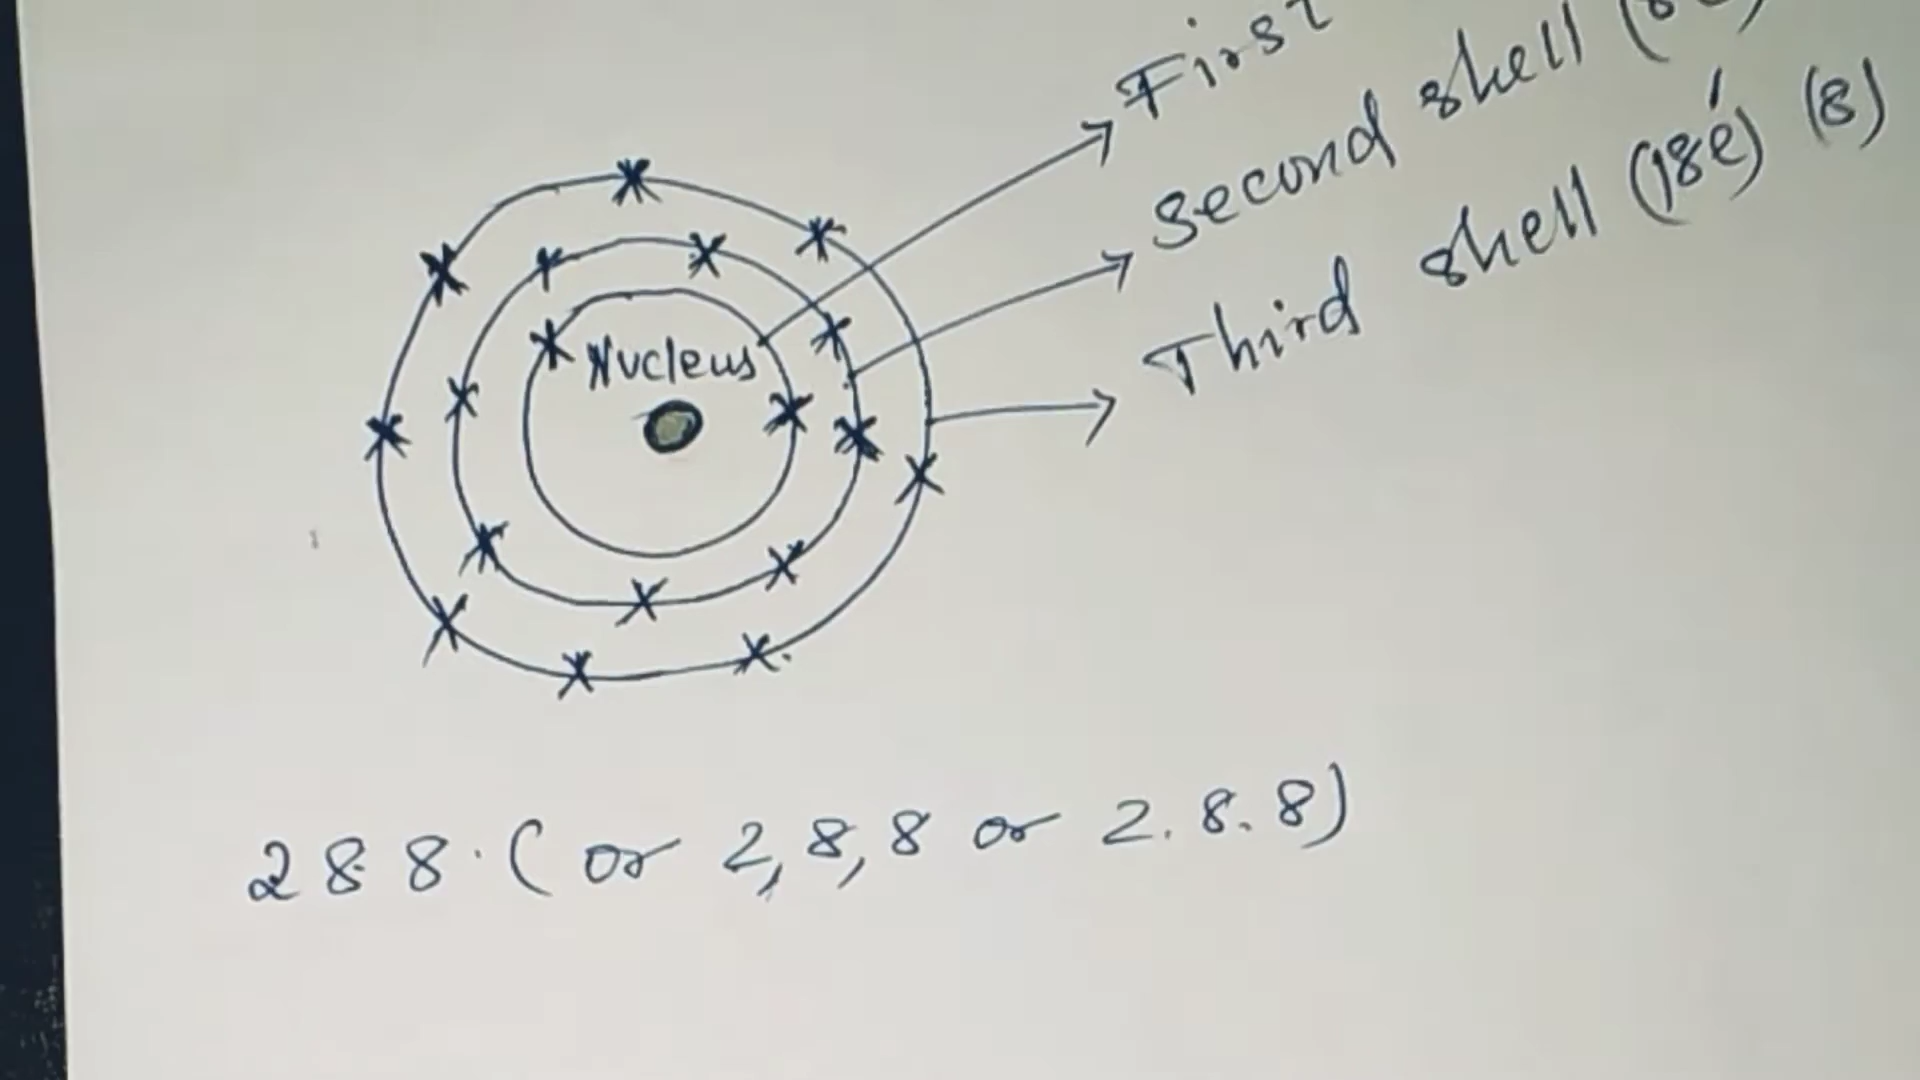 First
Second shell (8e)
Third shell (18é) (8)
Nucleus
2 8 8 . ( or 2, 8, 8 or 2. 8. 8)